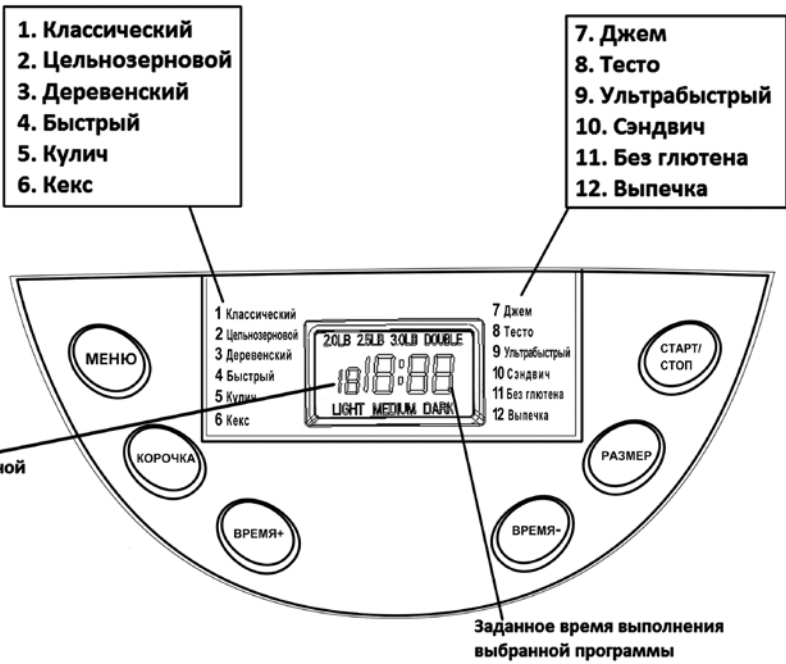 1. Классический
2. Цельнозерновой
3. Деревенский
4. Быстрый
5. Кулич
6. Кекс
7. Джем
8. Тесто
9. Ультрабыстрый
10. Сэндвич
11. Без глютена
12. Выпечка
1 Классический
2 Цельнозерновой
3 Деревенский
4 Быстрый
5 Кулич
6 Кекс
2.0LB 2.5LB 3.0LB DOUBLE
18 18:88
LIGHT MEDIUM DARK
7 Джем
8 Тесто
9 Ультрабыстрый
10 Сэндвич
11 Без глютена
12 Выпечка
МЕНЮ
КОРОЧКА
ВРЕМЯ+
СТАРТ/
СТОП
РАЗМЕР
ВРЕМЯ-
ной
Заданное время выполнения
выбранной программы